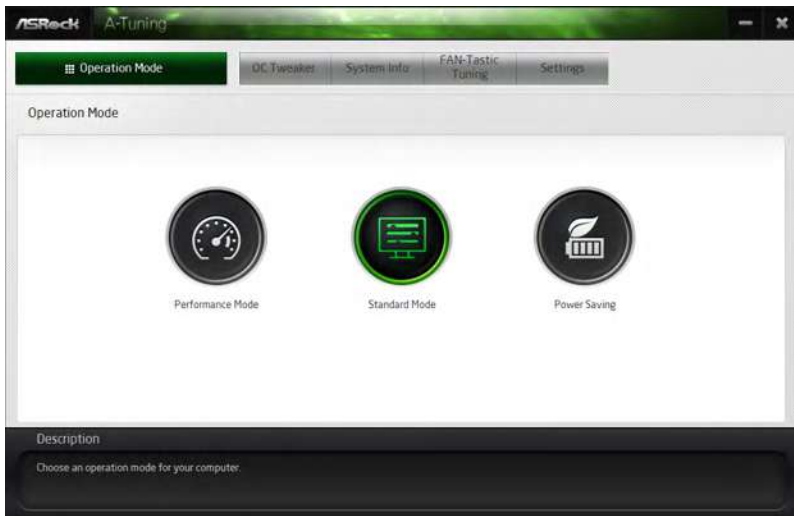 ASRock A-Tuning
Operation Mode OC Tweaker System Info FAN-Tastic
Tuning Settings
Operation Mode
Performance Mode Standard Mode Power Saving
Description
Choose an operation mode for your computer.